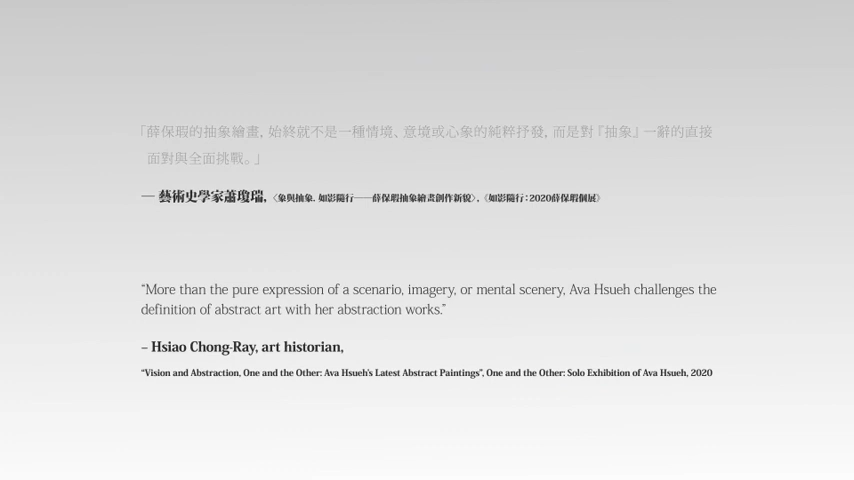 「薛保瑕的抽象繪畫, 始終就不是一種情境、意境或心象的純粹抒發, 而是對『抽象』一辭的直接
面對與全面挑戰。」
— 藝術史學家蕭瓊瑞,〈象與抽象. 如影隨行——薛保瑕抽象繪畫創作新貌〉,《如影隨行：2020薛保瑕個展》
“More than the pure expression of a scenario, imagery, or mental scenery, Ava Hsueh challenges the
definition of abstract art with her abstraction works.”
– Hsiao Chong-Ray, art historian,
“Vision and Abstraction, One and the Other: Ava Hsueh's Latest Abstract Paintings”, One and the Other: Solo Exhibition of Ava Hsueh, 2020